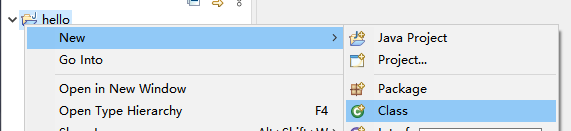 hello
New
Java Project
Go Into
Project...
Package
Open in New Window
Open Type Hierarchy F4
Class